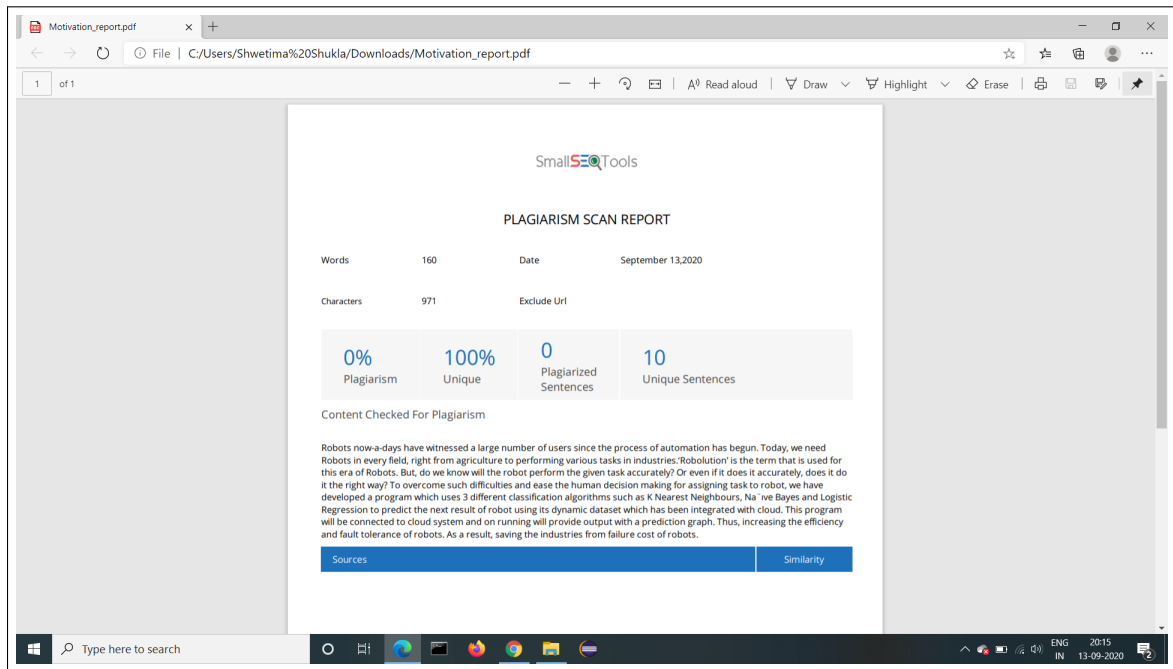 Motivation_report.pdf
File | C:/Users/Shwetima%20Shukla/Downloads/Motivation_report.pdf
1 of 1 Read aloud Draw Highlight Erase
SmallSEOTools
PLAGIARISM SCAN REPORT
Words 160 Date September 13,2020
Characters 971 Exclude Url
0% 100% 0 10
Plagiarism Unique Plagiarized Sentences Unique Sentences
Content Checked For Plagiarism
Robots now-a-days have witnessed a large number of users since the process of automation has begun. Today, we need
Robots in every field, right from agriculture to performing various tasks in industries.‘Robolution’ is the term that is used for
this era of Robots. But, do we know will the robot perform the given task accurately? Or even if it does it accurately, does it do
it the right way? To overcome such difficulties and ease the human decision making for assigning task to robot, we have
developed a program which uses 3 different classification algorithms such as K Nearest Neighbours, Na¨ıve Bayes and Logistic
Regression to predict the next result of robot using its dynamic dataset which has been integrated with cloud. This program
will be connected to cloud system and on running will provide output with a prediction graph. Thus, increasing the efficiency
and fault tolerance of robots. As a result, saving the industries from failure cost of robots.
Sources Similarity
Type here to search
ENG 20:15
IN 13-09-2020 2